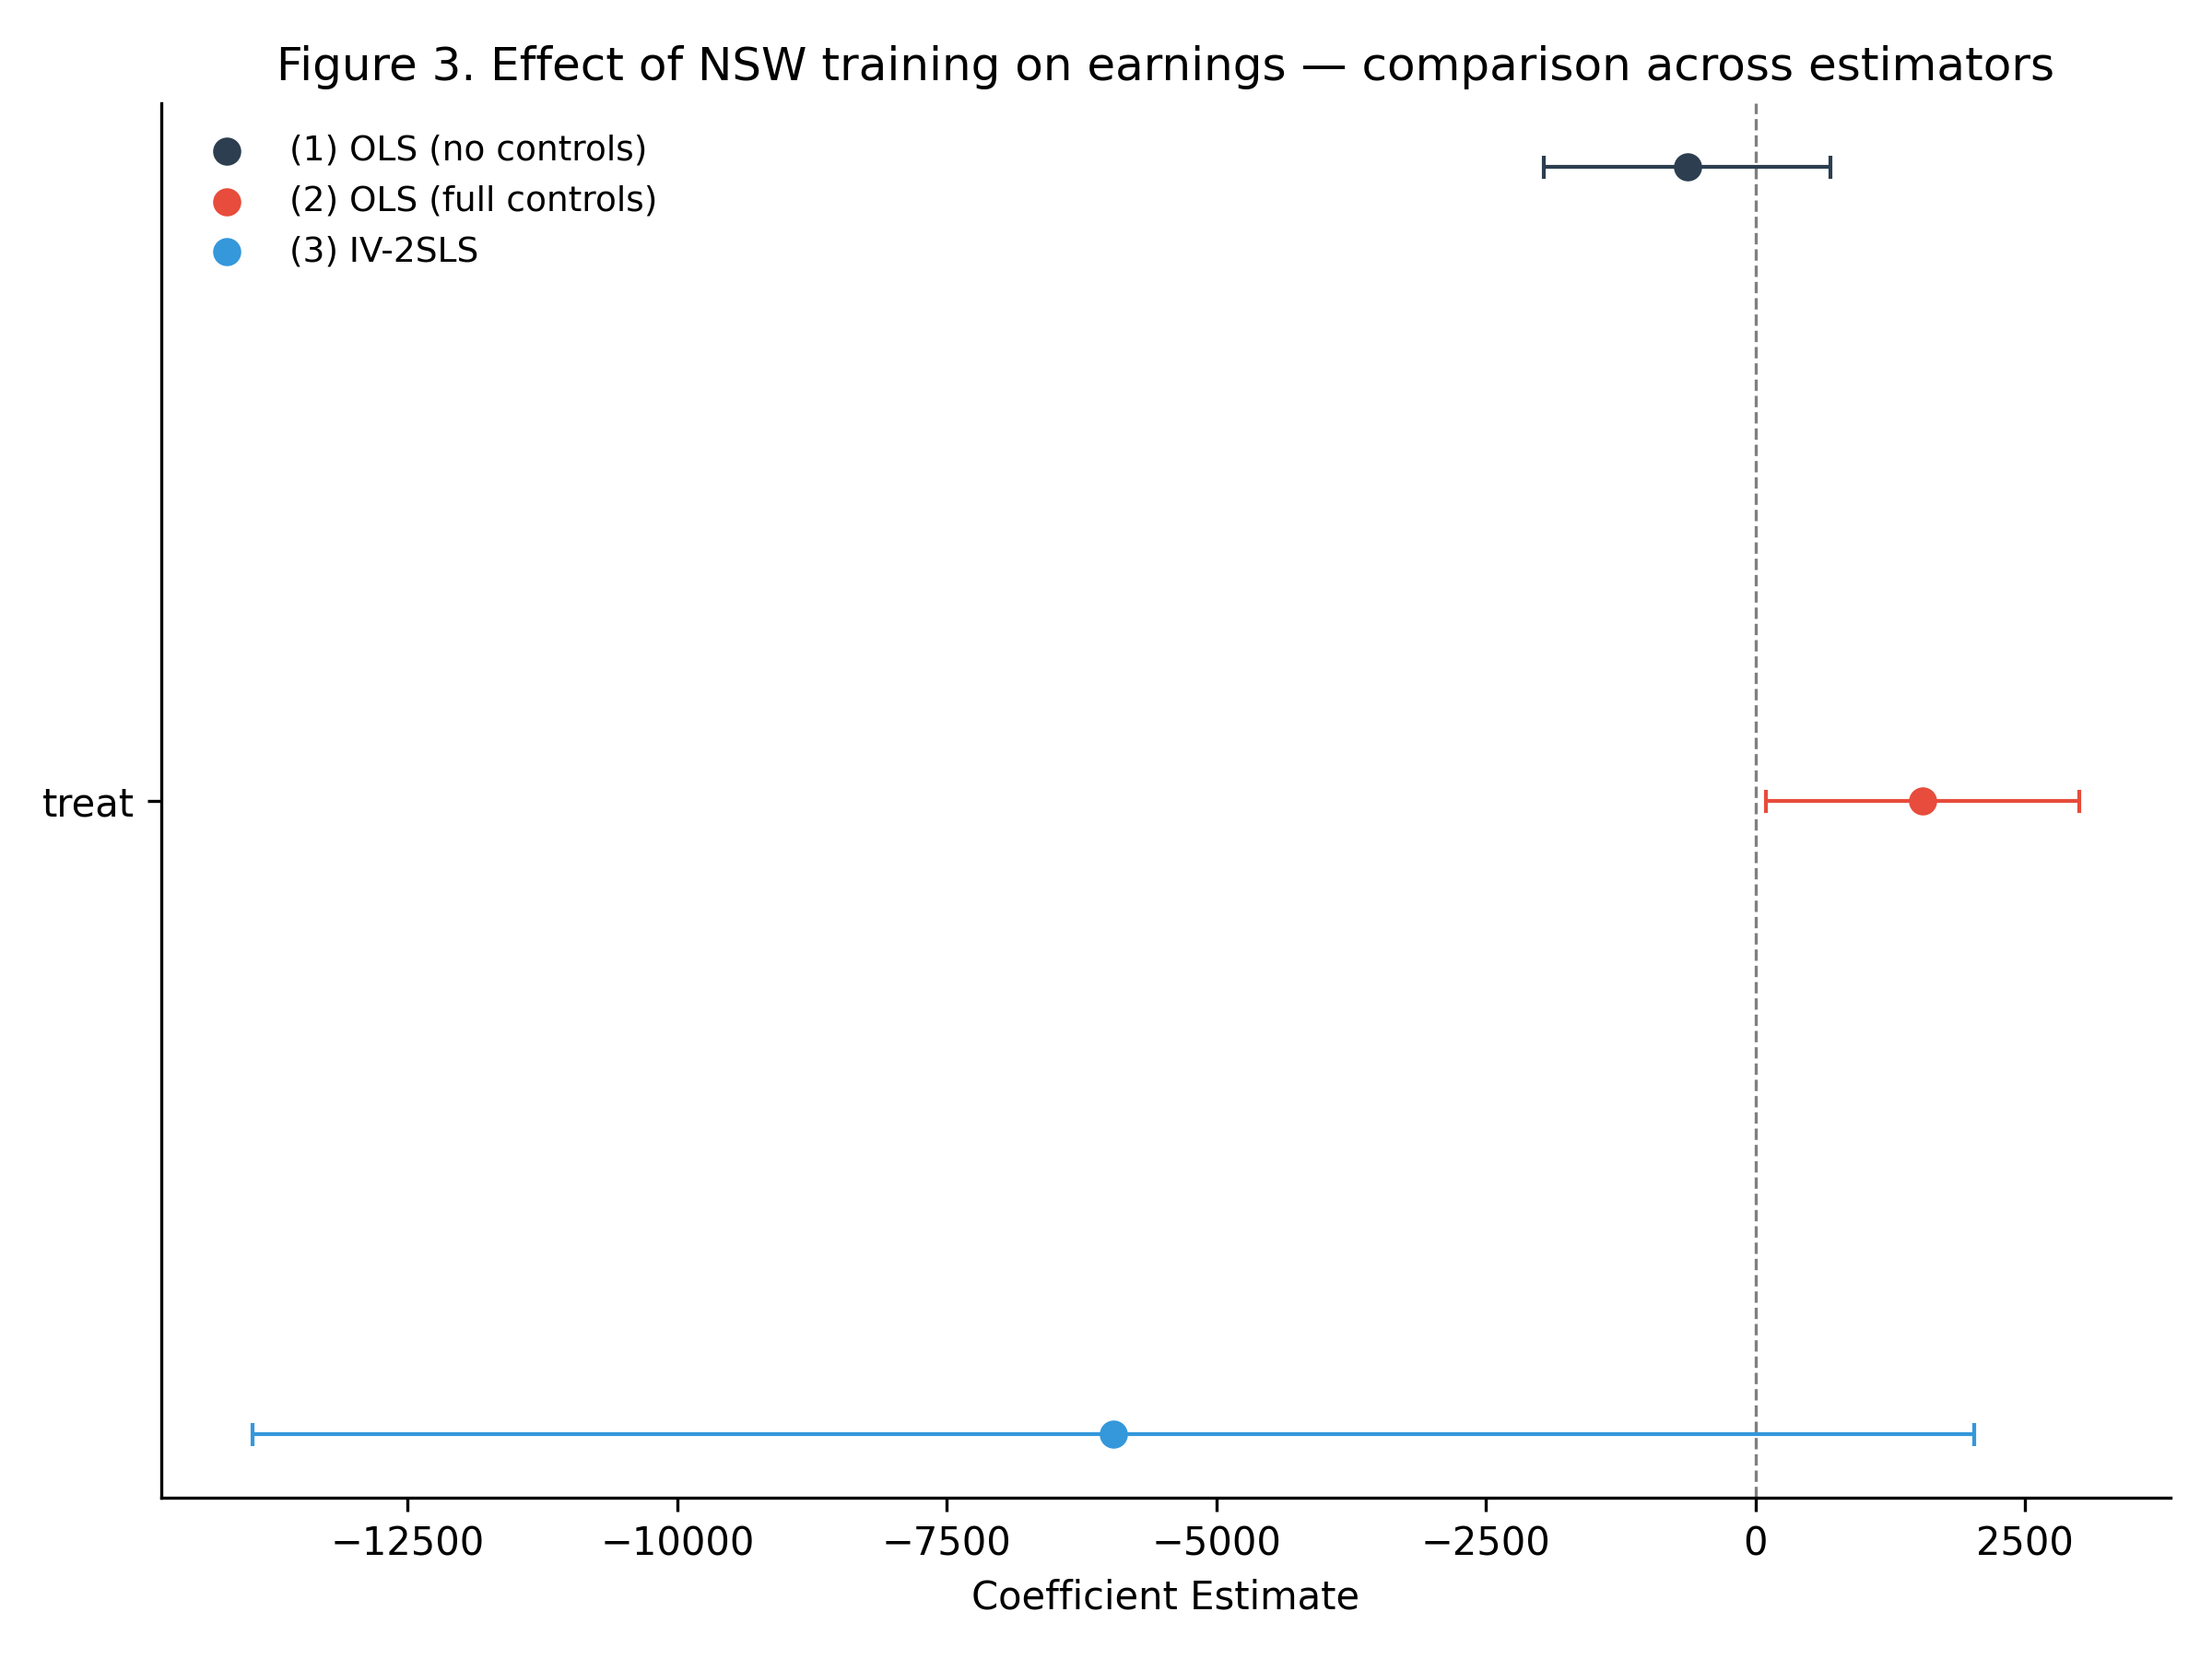 Figure 3. Effect of NSW training on earnings — comparison across estimators
(1) OLS (no controls)
(2) OLS (full controls)
(3) IV-2SLS
treat
−12500 −10000 −7500 −5000 −2500 0 2500
Coefficient Estimate